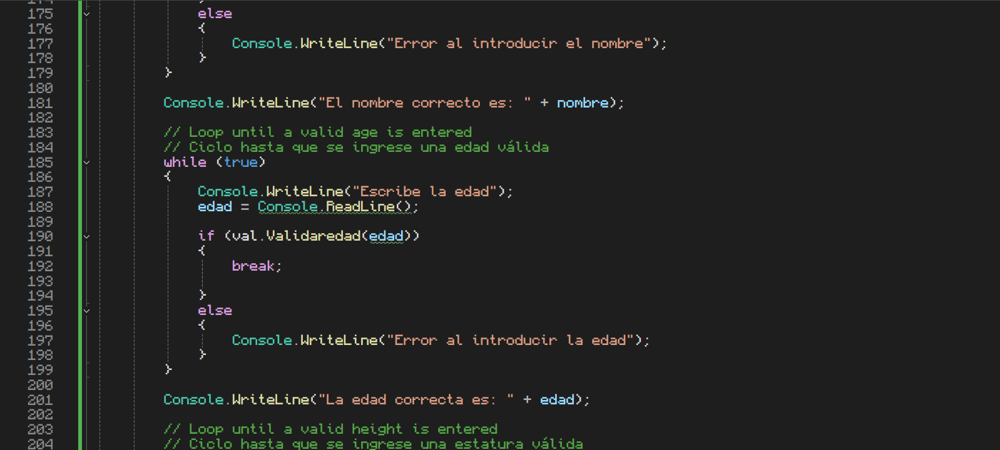 174 }
175 else
176 {
177 Console.WriteLine("Error al introducir el nombre");
178 }
179 }
180
181 Console.WriteLine("El nombre correcto es: " + nombre);
182
183 // Loop until a valid age is entered
184 // Ciclo hasta que se ingrese una edad válida
185 while (true)
186 {
187 Console.WriteLine("Escribe la edad");
188 edad = Console.ReadLine();
189
190 if (val.Validaredad(edad))
191 {
192 break;
193
194 }
195 else
196 {
197 Console.WriteLine("Error al introducir la edad");
198 }
199 }
200
201 Console.WriteLine("La edad correcta es: " + edad);
202
203 // Loop until a valid height is entered
204 // Ciclo hasta que se ingrese una estatura válida